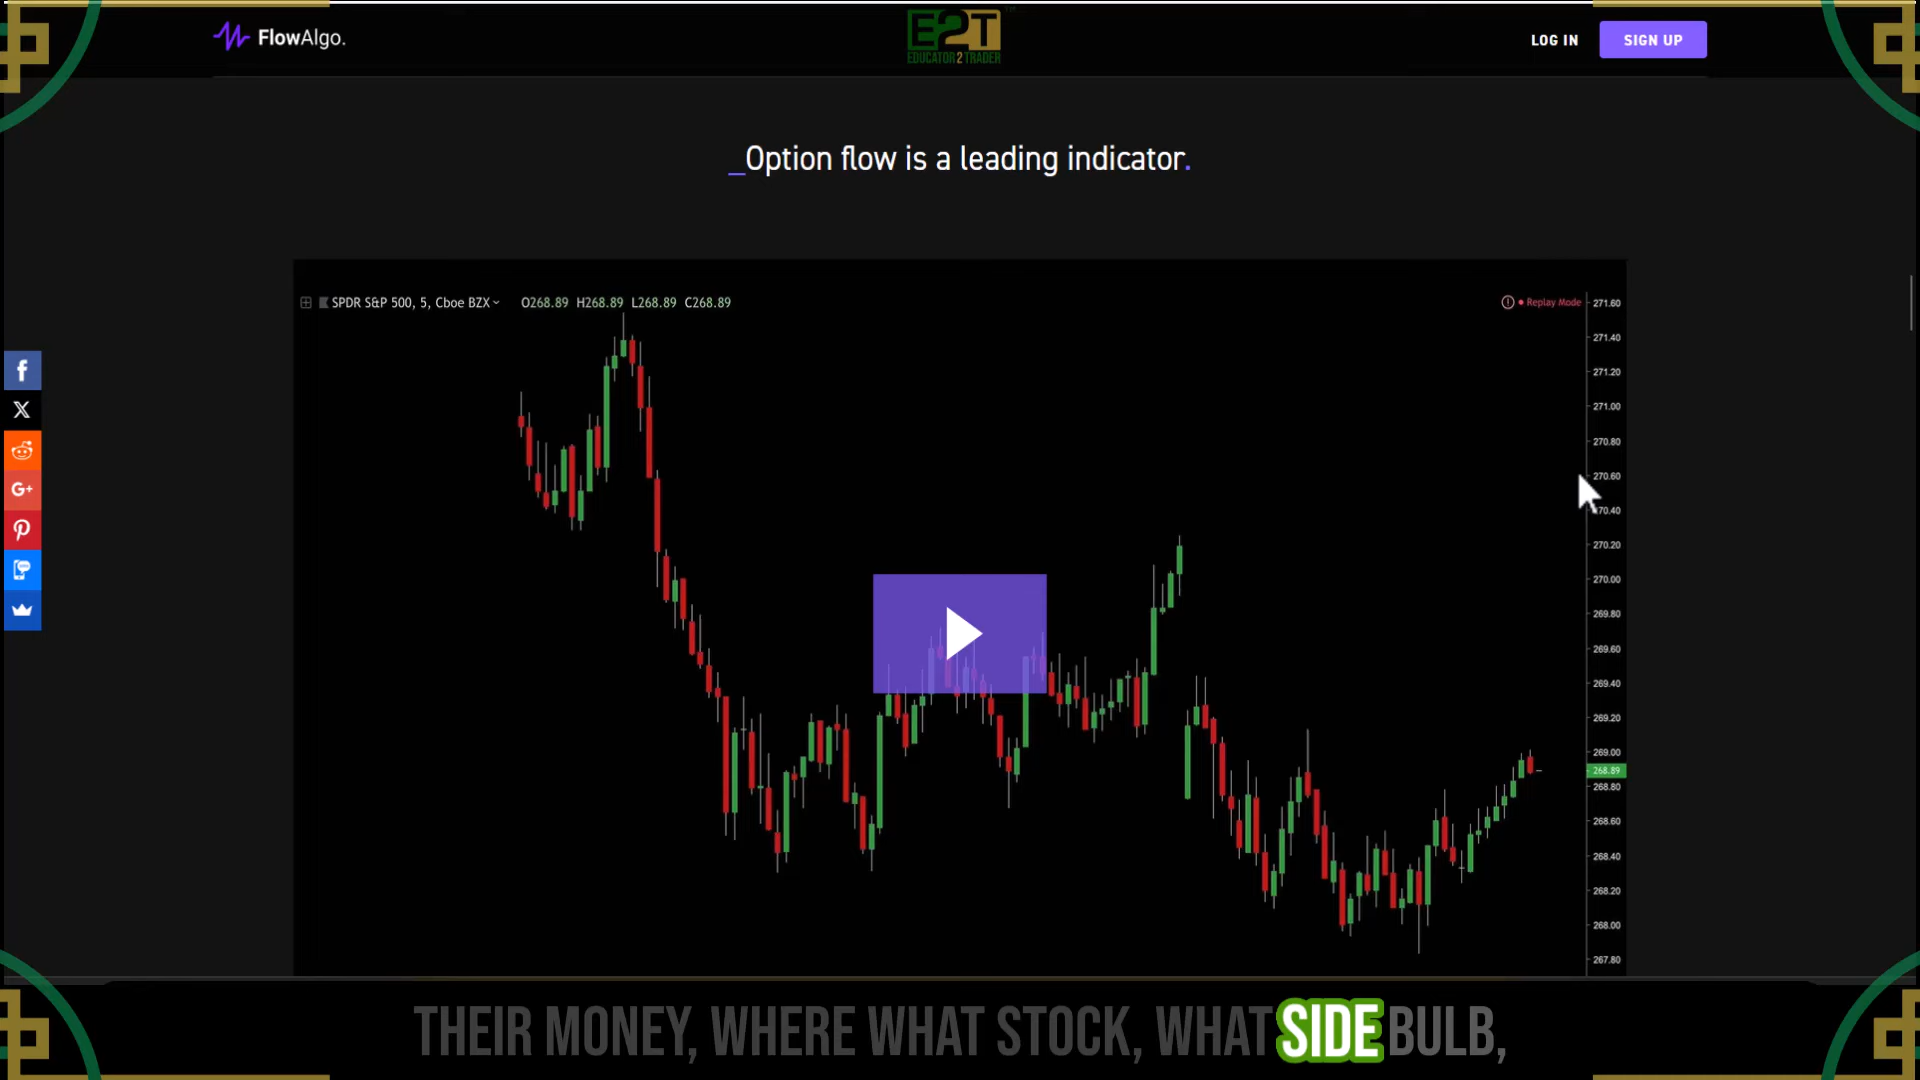 FlowAlgo.
E2T
EDUCATOR2TRADER
LOG IN
SIGN UP
_Option flow is a leading indicator.
SPDR S&P 500, 5, Cboe BZX
O268.89 H268.89 L268.89 C268.89
Replay Mode
271.60
271.40
271.20
271.00
270.80
270.60
270.40
270.20
270.00
269.80
269.60
269.40
269.20
269.00
268.89
268.80
268.60
268.40
268.20
268.00
267.80
f
X
G+
THEIR MONEY, WHERE WHAT STOCK, WHAT SIDE BULB,